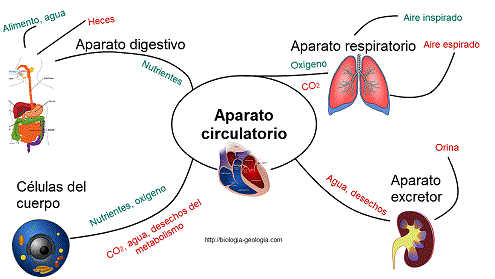 Alimento, agua
Heces
Aparato digestivo
Nutrientes
Aire inspirado
Aparato respiratorio
Aire espirado
Oxígeno
CO2
Aparato
circulatorio
Células del
cuerpo
Nutrientes, oxígeno
CO2, agua, desechos del
metabolismo
Agua, desechos
Aparato
excretor
Orina
http://biologia-geologia.com